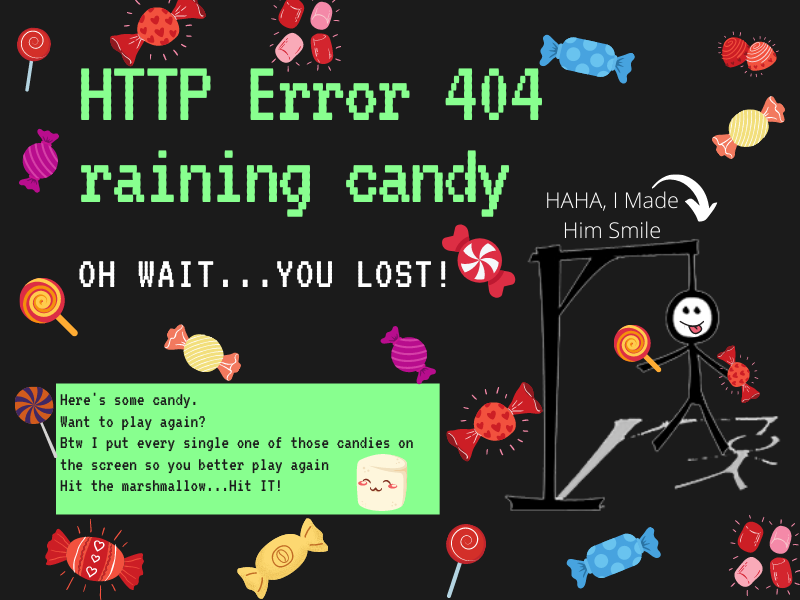 HTTP Error 404
raining candy
HAHA, I Made
Him Smile
OH WAIT...YOU LOST!
Here's some candy.
Want to play again?
Btw I put every single one of those candies on
the screen so you better play again
Hit the marshmallow...Hit IT!